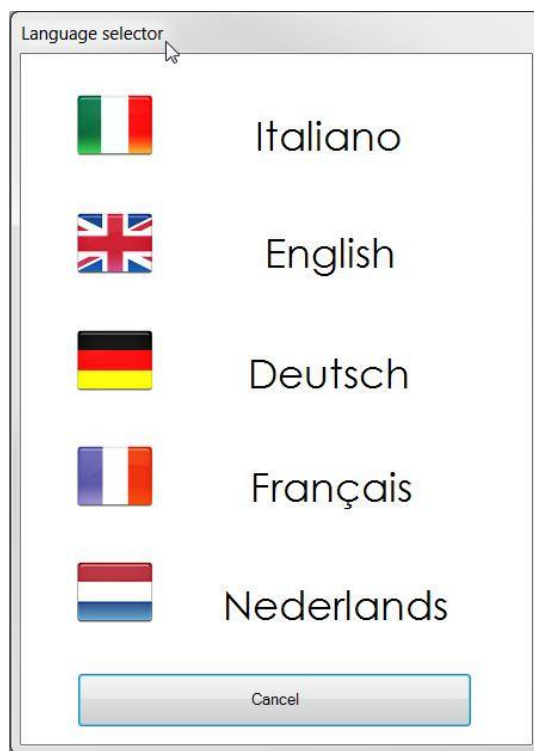 Language selector
Italiano
English
Deutsch
Français
Nederlands
Cancel